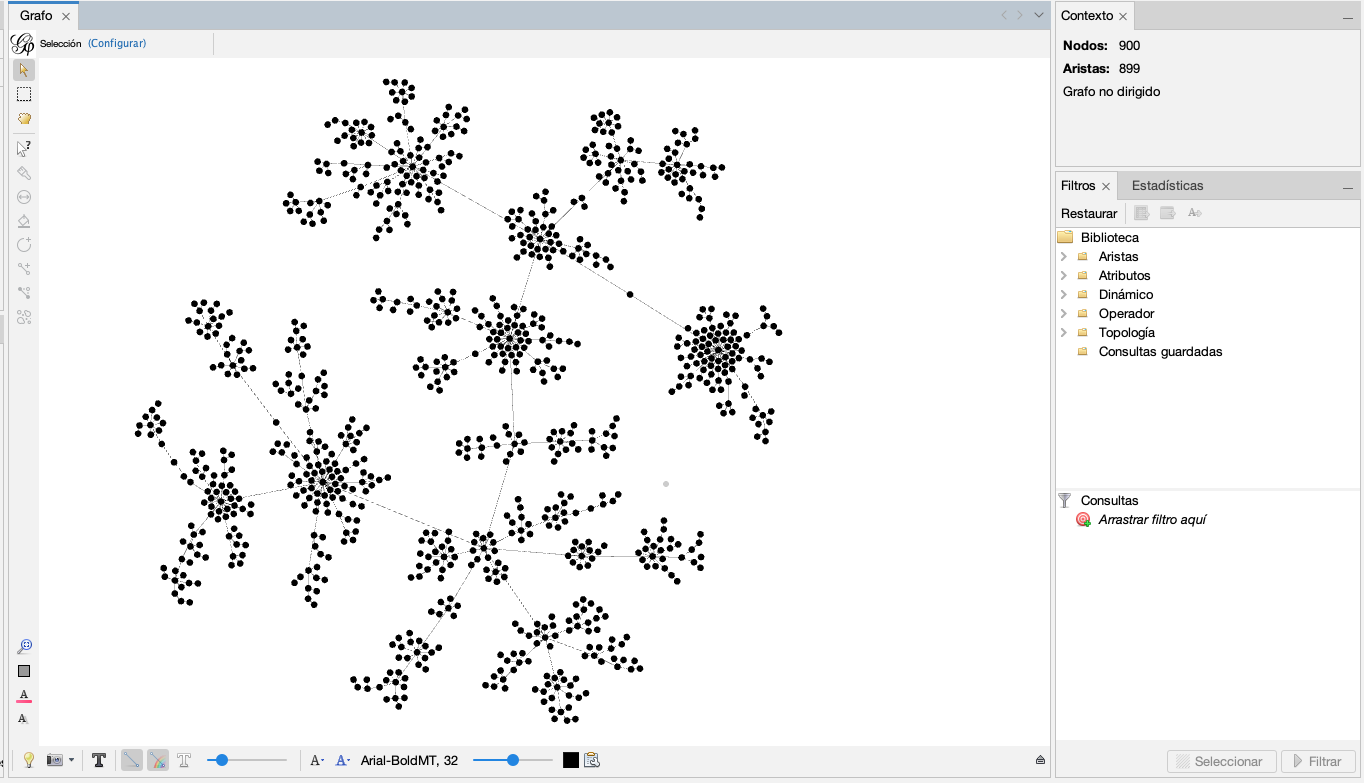 Grafo
Selección (Configurar)
Contexto
Nodos: 900
Aristas: 899
Grafo no dirigido
Filtros Estadísticas
Restaurar
Biblioteca
Aristas
Atributos
Dinámico
Operador
Topología
Consultas guardadas
Consultas
Arrastrar filtro aquí
Seleccionar Filtrar
T T A A Arial-BoldMT, 32
A
A